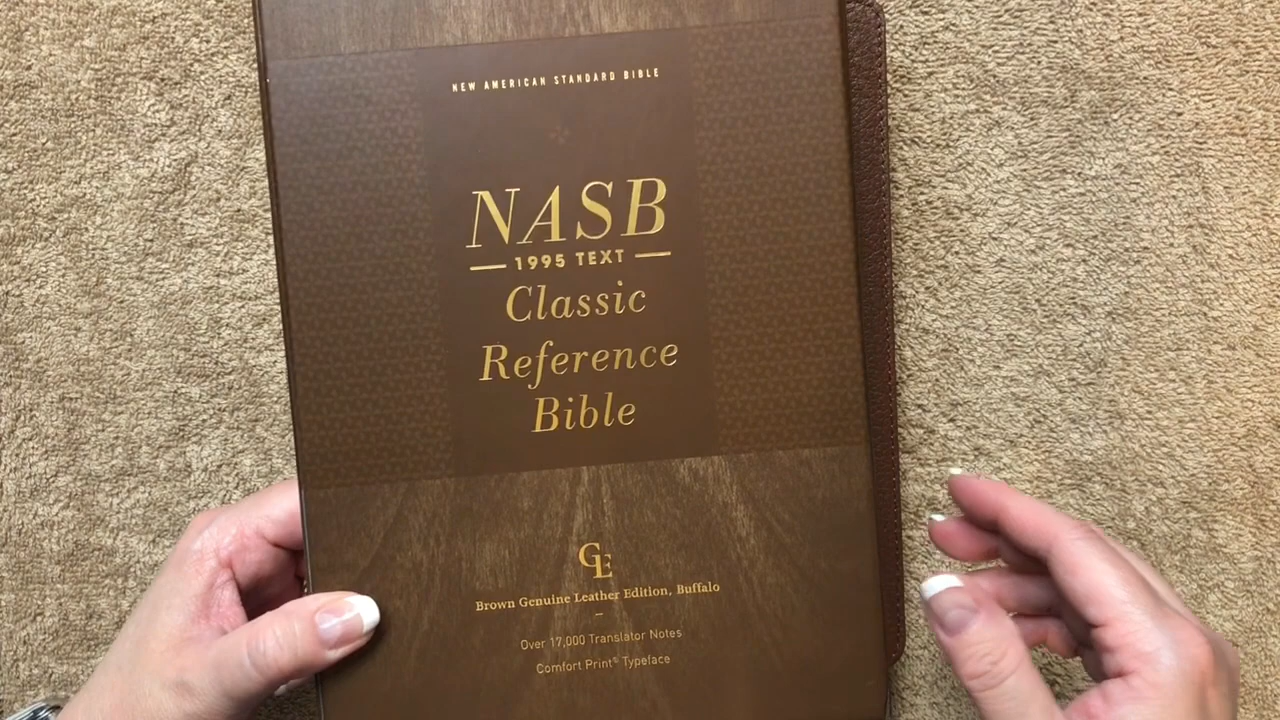 NEW AMERICAN STANDARD BIBLE
NASB
1995 TEXT
Classic
Reference
Bible
GE
Brown Genuine Leather Edition, Buffalo
Over 17,000 Translator Notes
Comfort Print® Typeface